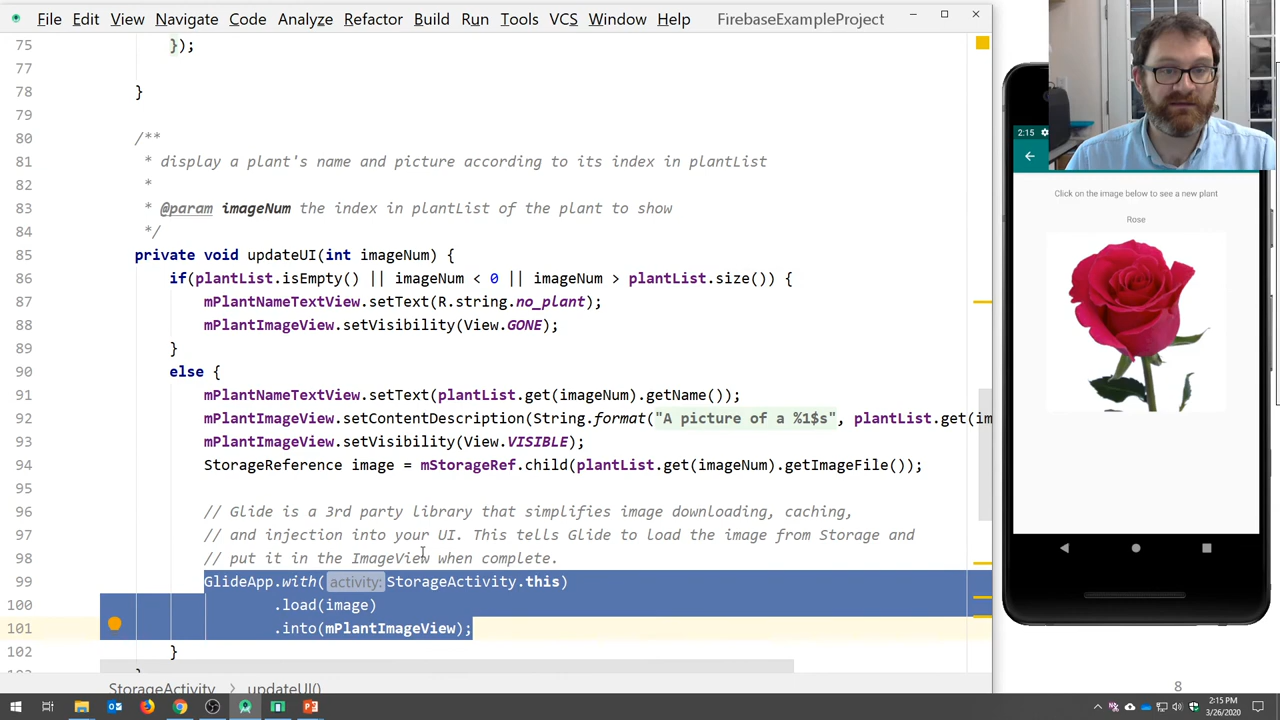 File Edit View Navigate Code Analyze Refactor Build Run Tools VCS Window Help FirebaseExampleProject
75 });
77
78 }
79
80 /**
81 * display a plant's name and picture according to its index in plantList
82 *
83 * @param imageNum the index in plantList of the plant to show
84 */
85 private void updateUI(int imageNum) {
86 if(plantList.isEmpty() || imageNum < 0 || imageNum > plantList.size()) {
87 mPlantNameTextView.setText(R.string.no_plant);
88 mPlantImageView.setVisibility(View.GONE);
89 }
90 else {
91 mPlantNameTextView.setText(plantList.get(imageNum).getName());
92 mPlantImageView.setContentDescription(String.format("A picture of a %1$s", plantList.get(im
93 mPlantImageView.setVisibility(View.VISIBLE);
94 StorageReference image = mStorageRef.child(plantList.get(imageNum).getImageFile());
95
96 // Glide is a 3rd party library that simplifies image downloading, caching,
97 // and injection into your UI. This tells Glide to load the image from Storage and
98 // put it in the ImageView when complete.
99 GlideApp.with( activity: StorageActivity.this)
100 .load(image)
101 .into(mPlantImageView);
102 }
StorageActivity > updateUI()
2:15
Click on the image below to see a new plant
Rose
8
2:15 PM
3/26/2020